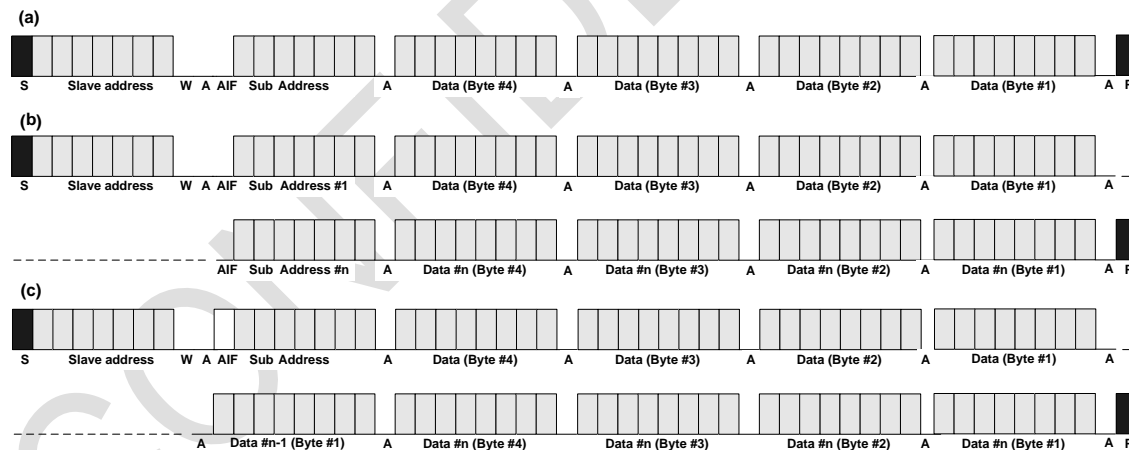 (a)
S Slave address W A AIF Sub Address A Data (Byte #4) A Data (Byte #3) A Data (Byte #2) A Data (Byte #1) A P
(b)
S Slave address W A AIF Sub Address #1 A Data (Byte #4) A Data (Byte #3) A Data (Byte #2) A Data (Byte #1) A
AIF Sub Address #n A Data #n (Byte #4) A Data #n (Byte #3) A Data #n (Byte #2) A Data #n (Byte #1) A P
(c)
S Slave address W A AIF Sub Address A Data (Byte #4) A Data (Byte #3) A Data (Byte #2) A Data (Byte #1) A
A Data #n-1 (Byte #1) A Data #n (Byte #4) A Data #n (Byte #3) A Data #n (Byte #2) A Data #n (Byte #1) A P